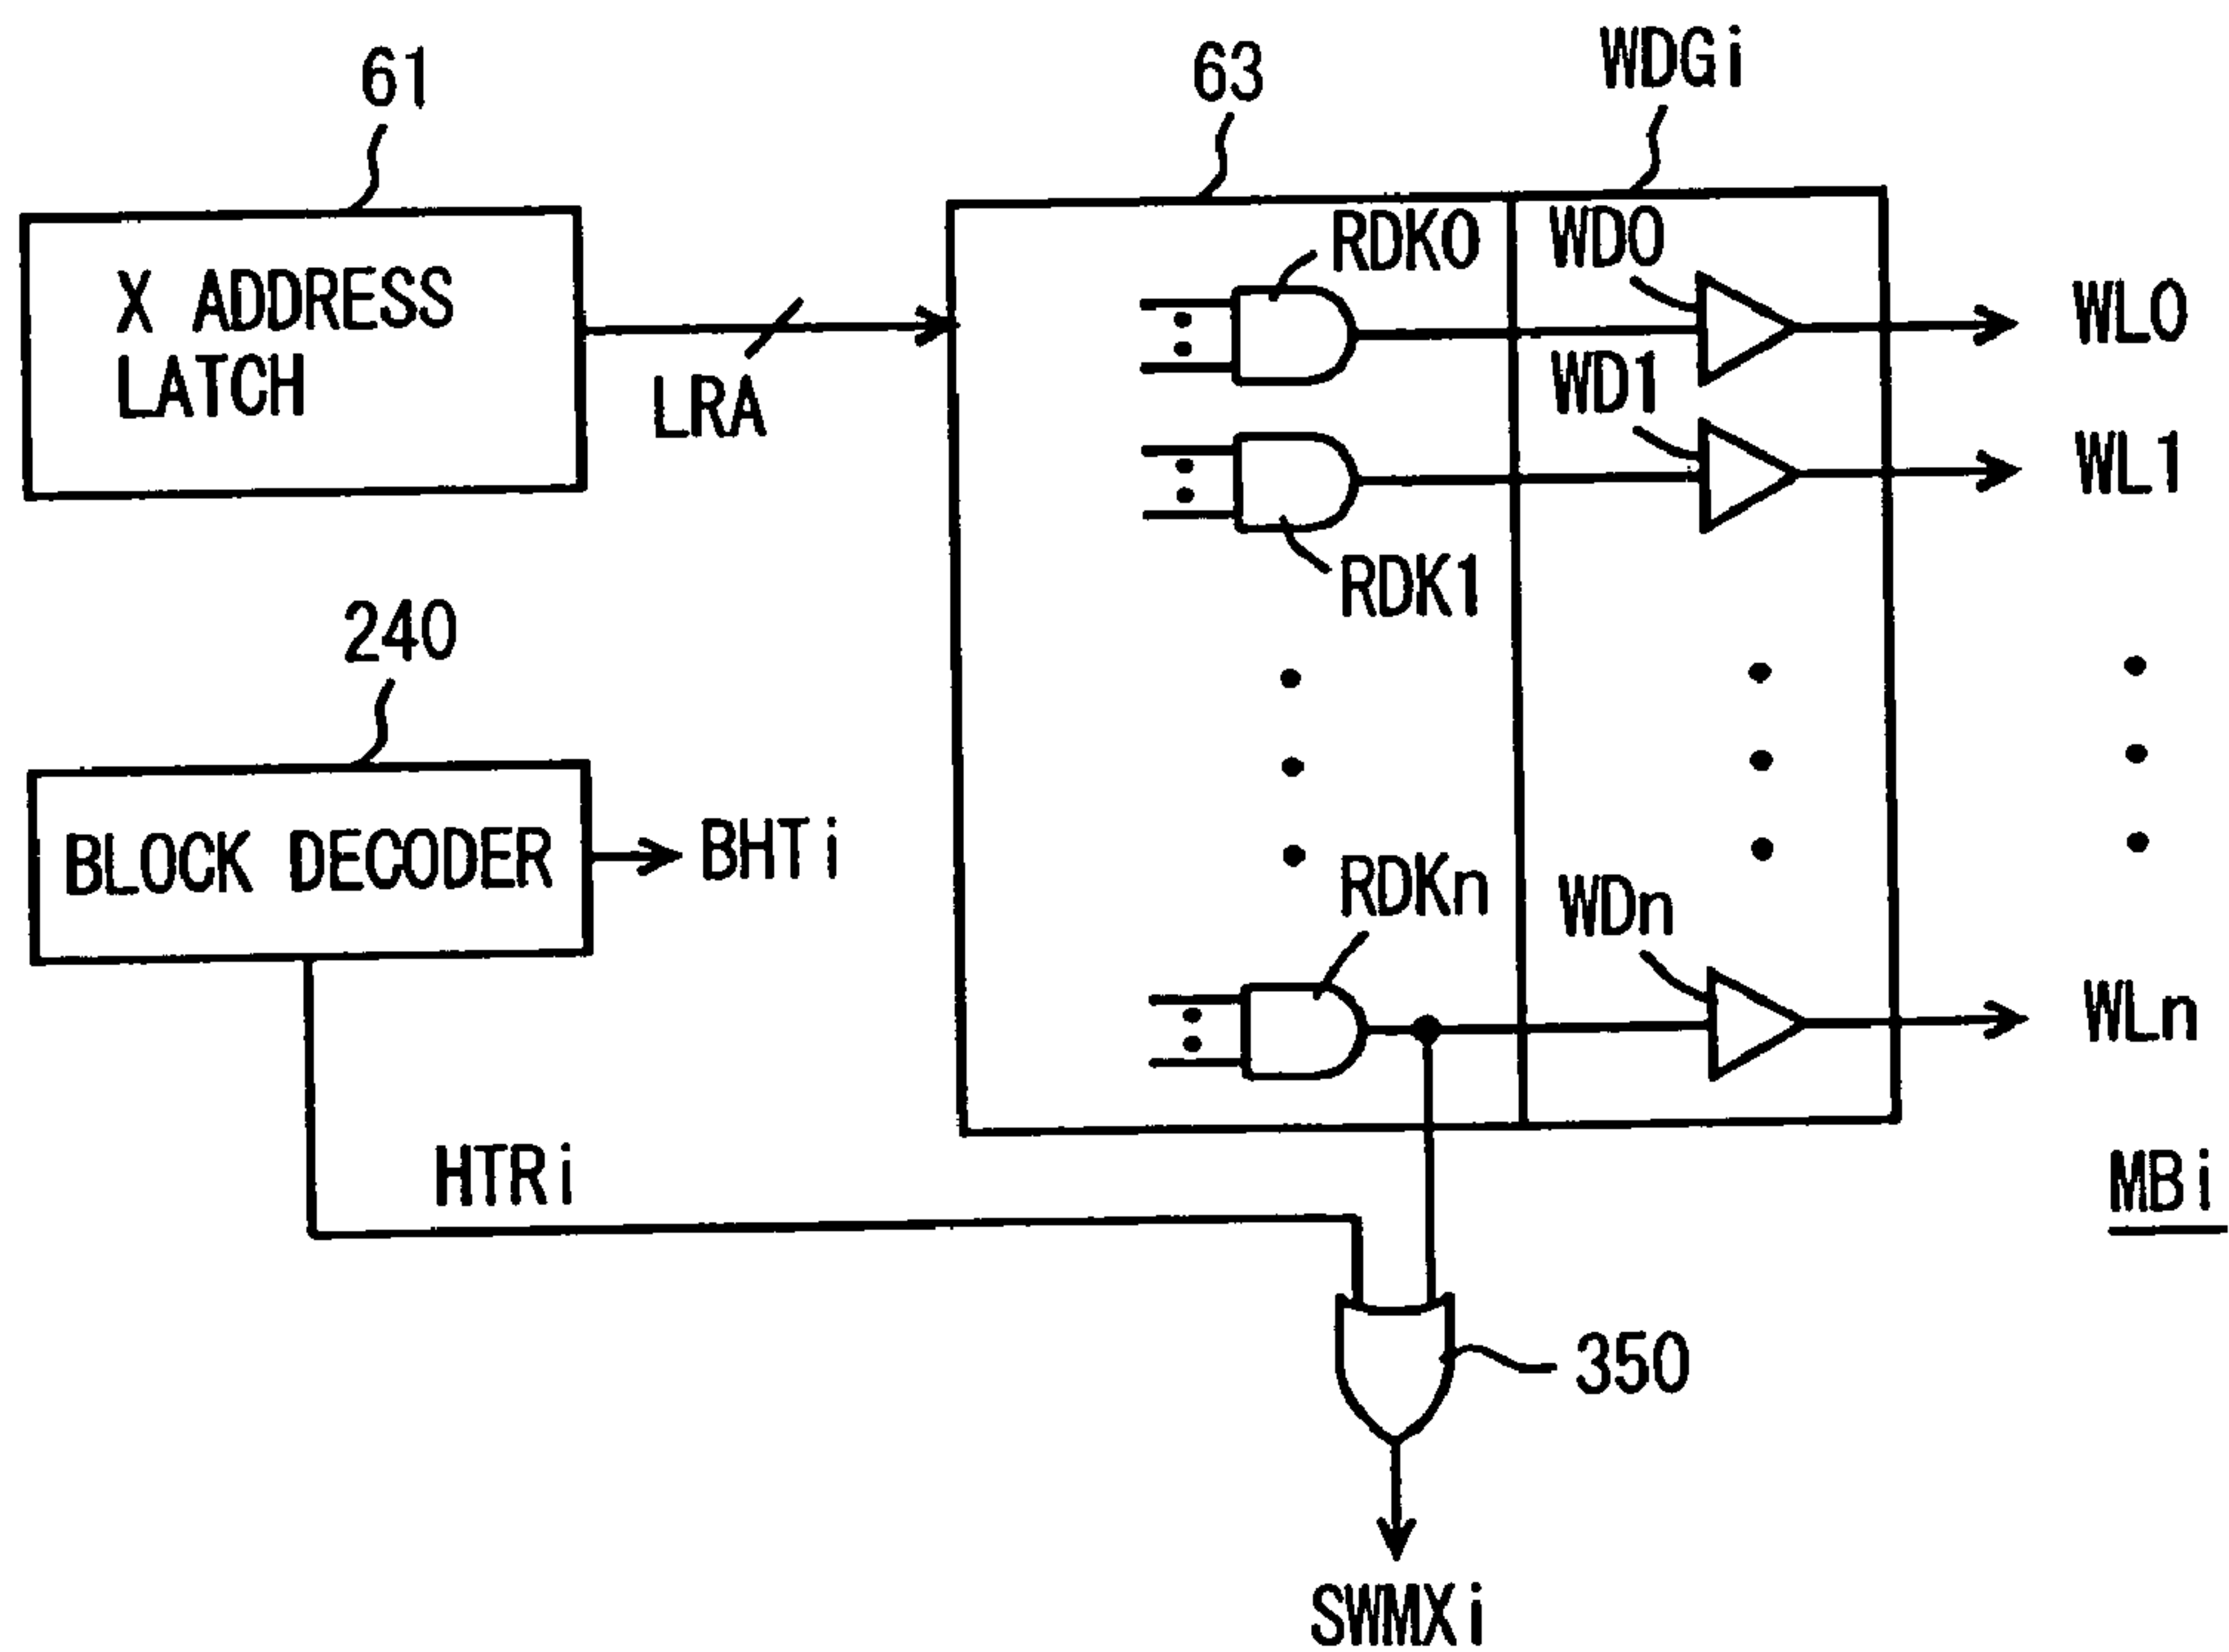 61
63
WDGi
X ADDRESS
LATCH
LRA
RDK0
WD0
WL0
WD1
WL1
RDK1
240
BLOCK DECODER
BHTi
RDKn
WDn
WLn
HTRi
MBi
350
SWMXi